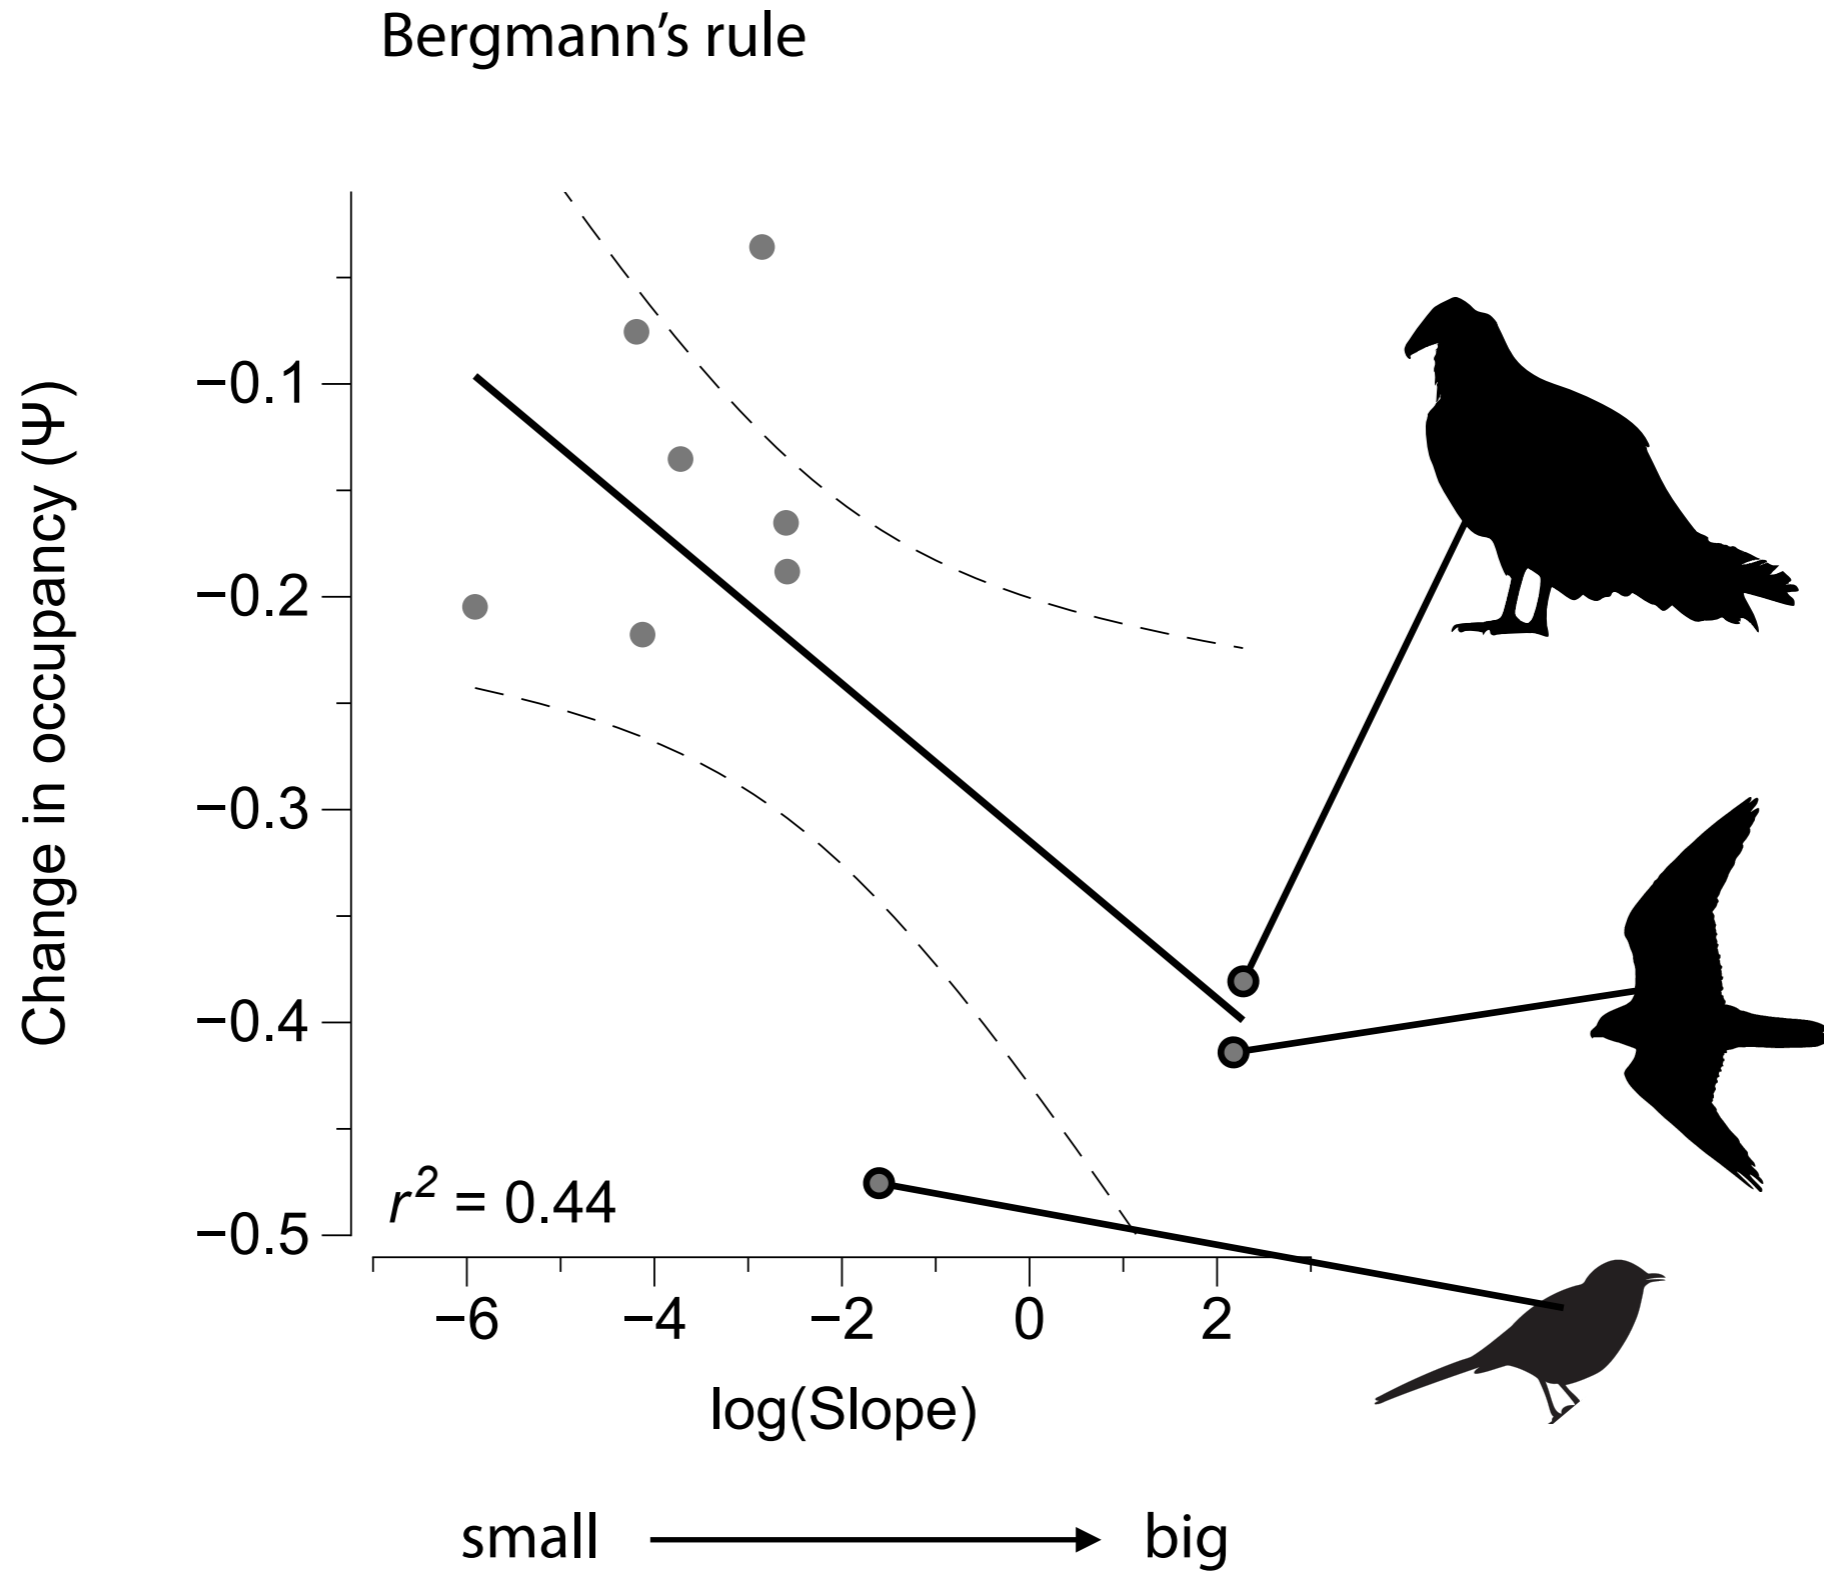 Bergmann's rule
Change in occupancy (Ψ)
−0.1
−0.2
−0.3
−0.4
−0.5
r² = 0.44
−6 −4 −2 0 2
log(Slope)
small big